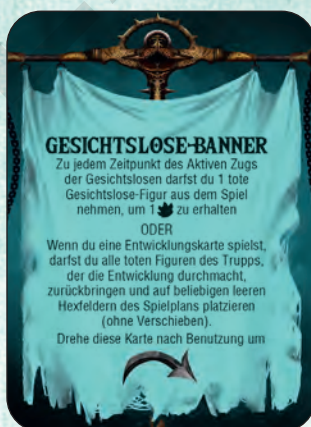 GESICHTSLOSE-BANNER
Zu jedem Zeitpunkt des Aktiven Zugs
der Gesichtslosen darfst du 1 tote
Gesichtslose-Figur aus dem Spiel
nehmen, um 1 zu erhalten
ODER
Wenn du eine Entwicklungskarte spielst,
darfst du alle toten Figuren des Trupps,
der die Entwicklung durchmacht,
zurückbringen und auf beliebigen leeren
Hexfeldern des Spielplans platzieren
(ohne Verschieben).
Drehe diese Karte nach Benutzung um